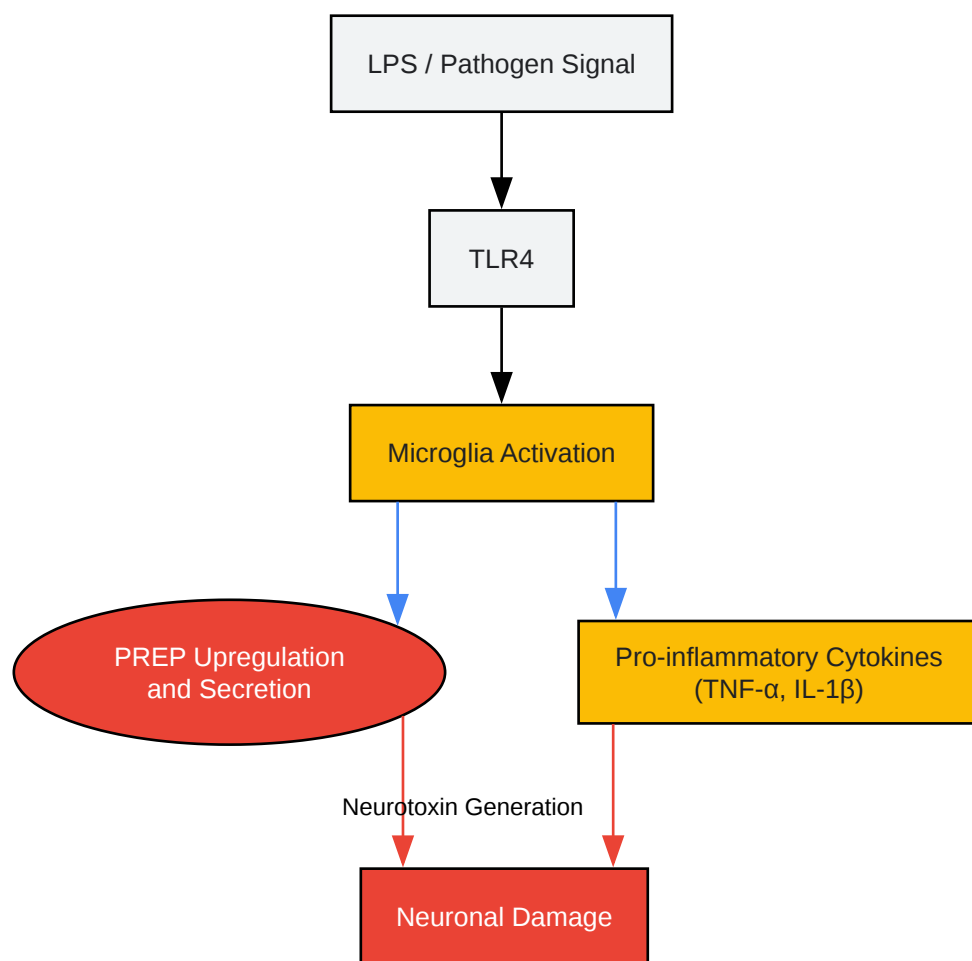 LPS / Pathogen Signal
TLR4
Microglia Activation
PREP Upregulation
and Secretion
Pro-inflammatory Cytokines
(TNF-α, IL-1β)
Neurotoxin Generation
Neuronal Damage